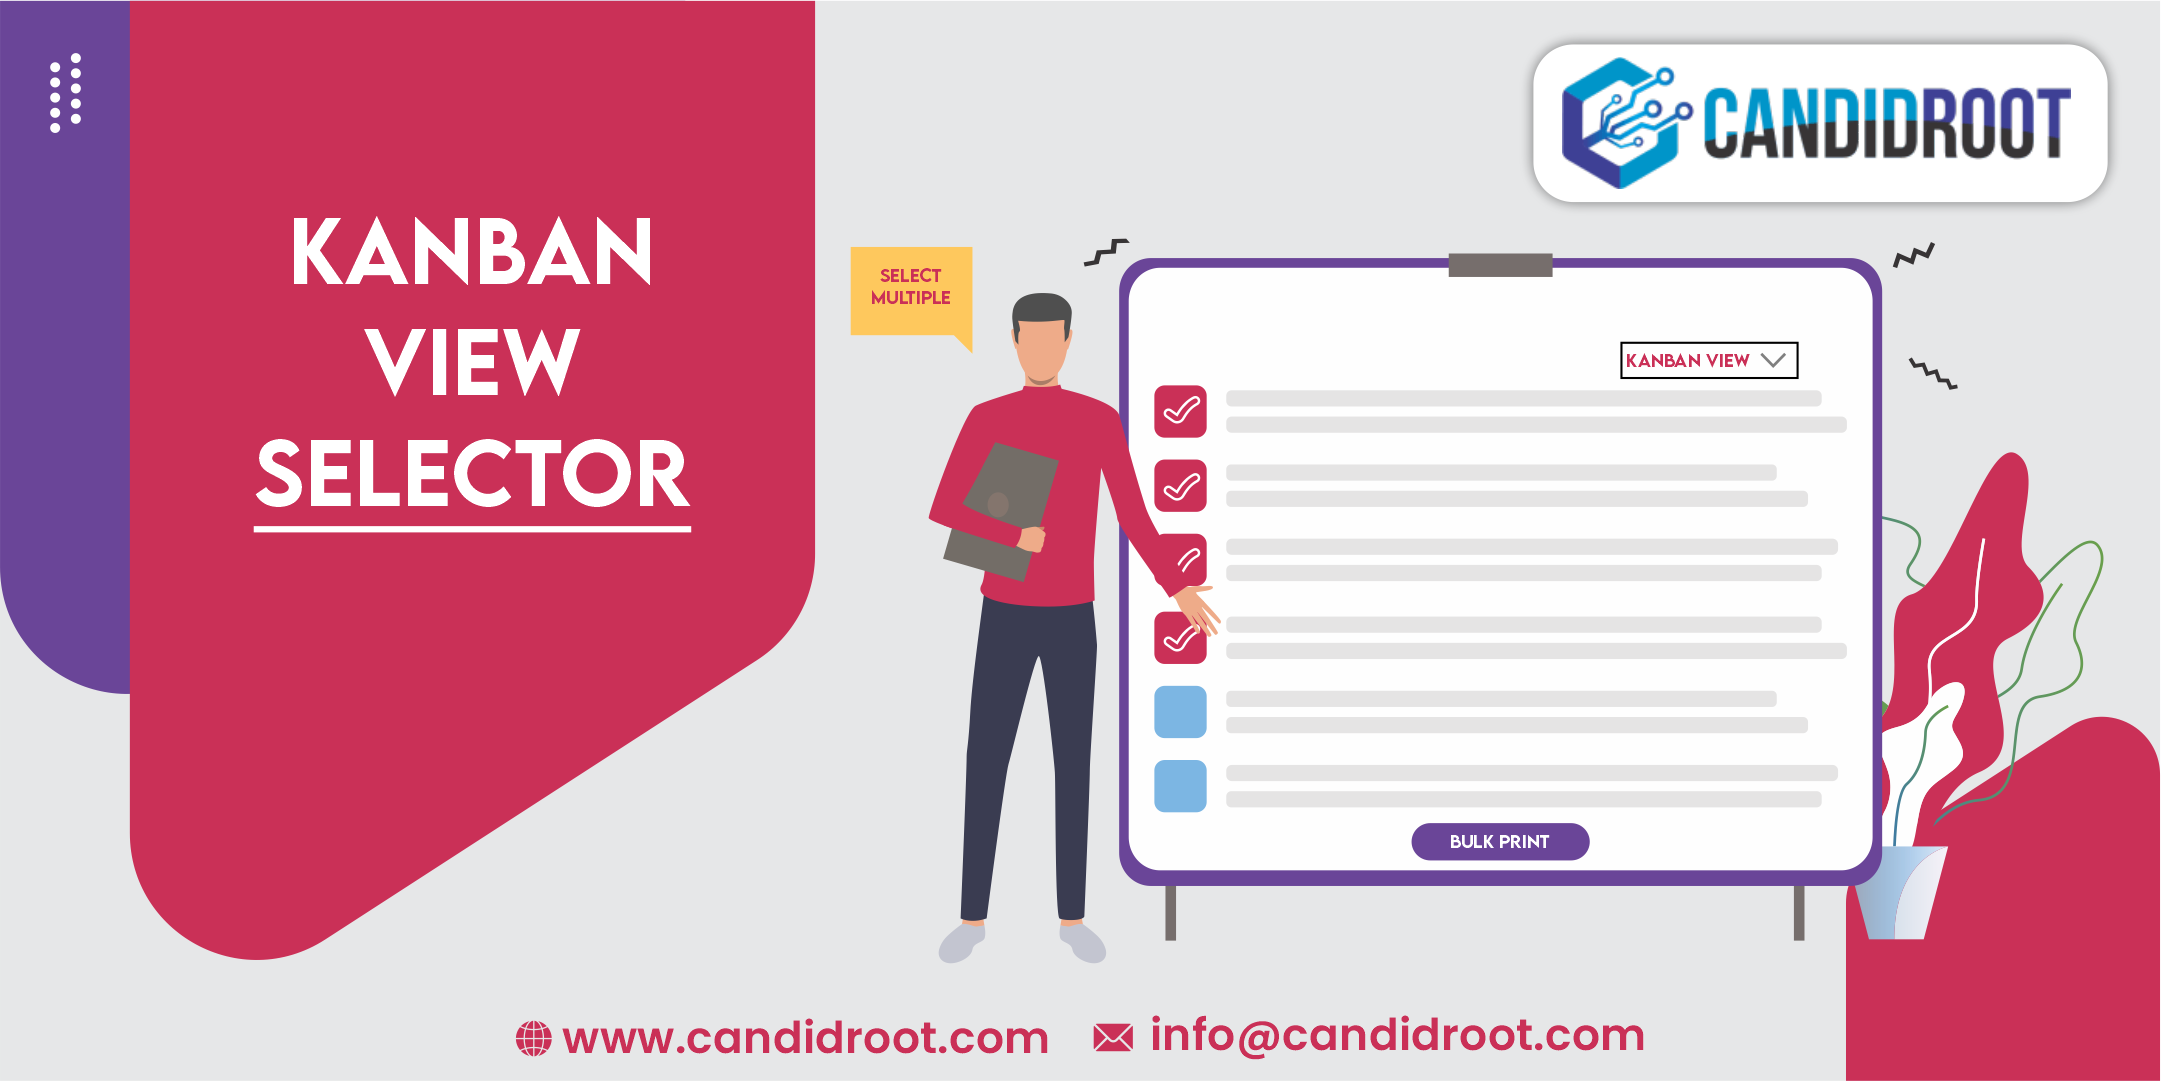 KANBAN
VIEW
SELECTOR
CANDIDROOT
SELECT
MULTIPLE
KANBAN VIEW
BULK PRINT
www.candidroot.com
info@candidroot.com